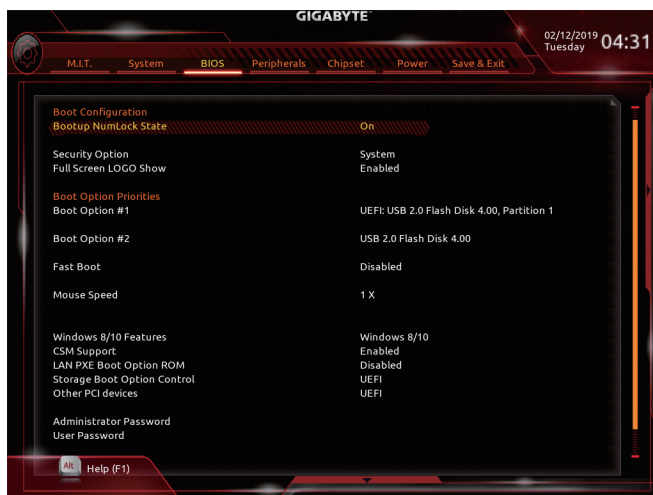 GIGABYTE™
02/12/2019 Tuesday 04:31
M.I.T. System BIOS Peripherals Chipset Power Save & Exit
Boot Configuration
Bootup NumLock State On
Security Option System
Full Screen LOGO Show Enabled
Boot Option Priorities
Boot Option #1 UEFI: USB 2.0 Flash Disk 4.00, Partition 1
Boot Option #2 USB 2.0 Flash Disk 4.00
Fast Boot Disabled
Mouse Speed 1 X
Windows 8/10 Features Windows 8/10
CSM Support Enabled
LAN PXE Boot Option ROM Disabled
Storage Boot Option Control UEFI
Other PCI devices UEFI
Administrator Password
User Password
Alt Help (F1)